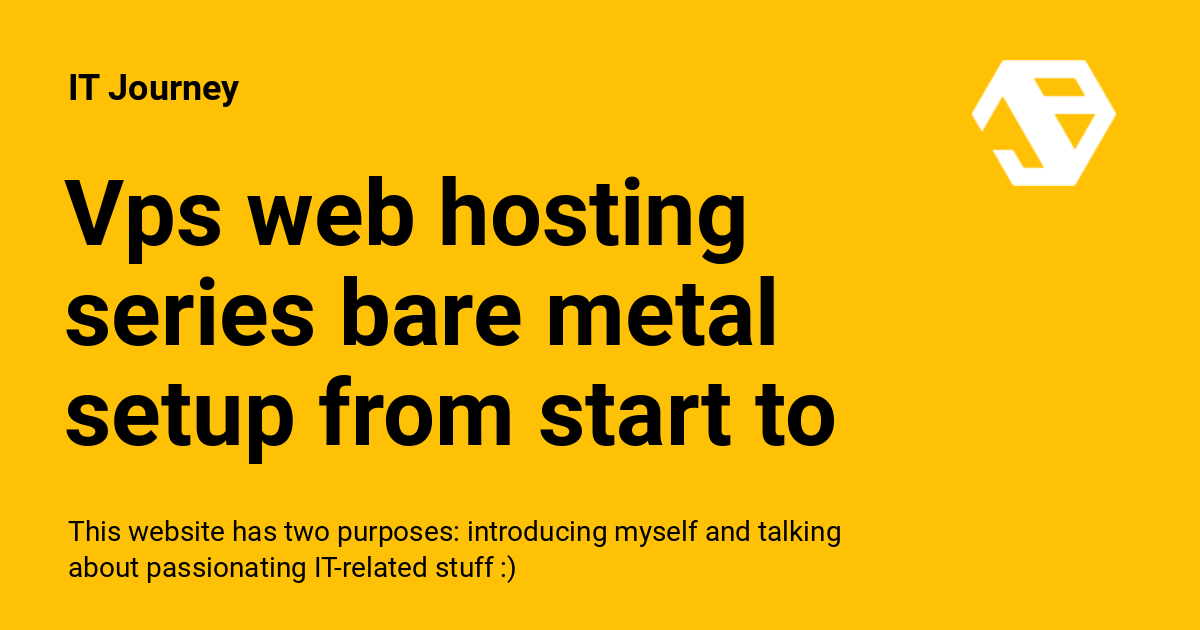 IT Journey
Vps web hosting
series bare metal
setup from start to
This website has two purposes: introducing myself and talking
about passionating IT-related stuff :)